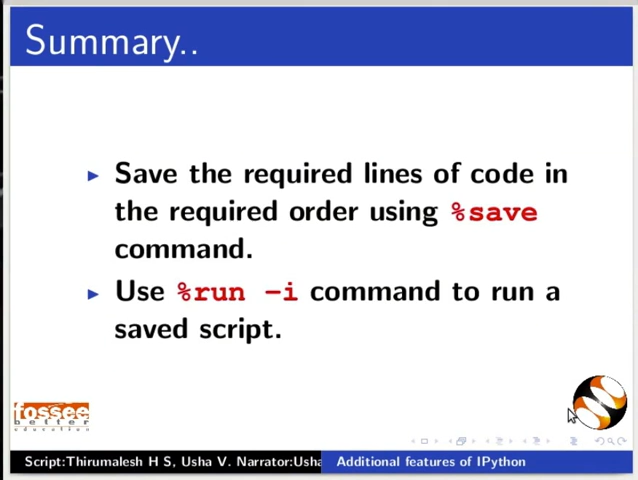 Summary..
Save the required lines of code in
the required order using %save
command.
Use %run -i command to run a
saved script.
fossee
better
education
Script:Thirumalesh H S, Usha V. Narrator:Usha
Additional features of IPython